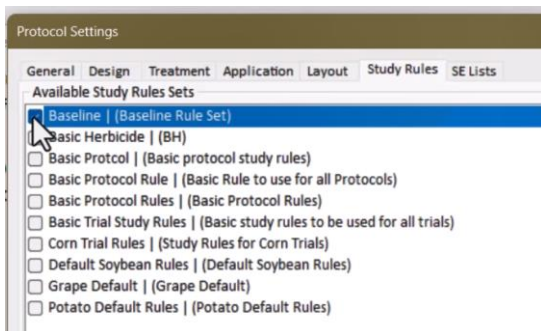 Protocol Settings
General Design Treatment Application Layout Study Rules SE Lists
Available Study Rules Sets
Baseline | (Baseline Rule Set)
Basic Herbicide | (BH)
Basic Protcol | (Basic protocol study rules)
Basic Protocol Rule | (Basic Rule to use for all Protocols)
Basic Protocol Rules | (Basic Protocol Rules)
Basic Trial Study Rules | (Basic study rules to be used for all trials)
Corn Trial Rules | (Study Rules for Corn Trials)
Default Soybean Rules | (Default Soybean Rules)
Grape Default | (Grape Default)
Potato Default Rules | (Potato Default Rules)